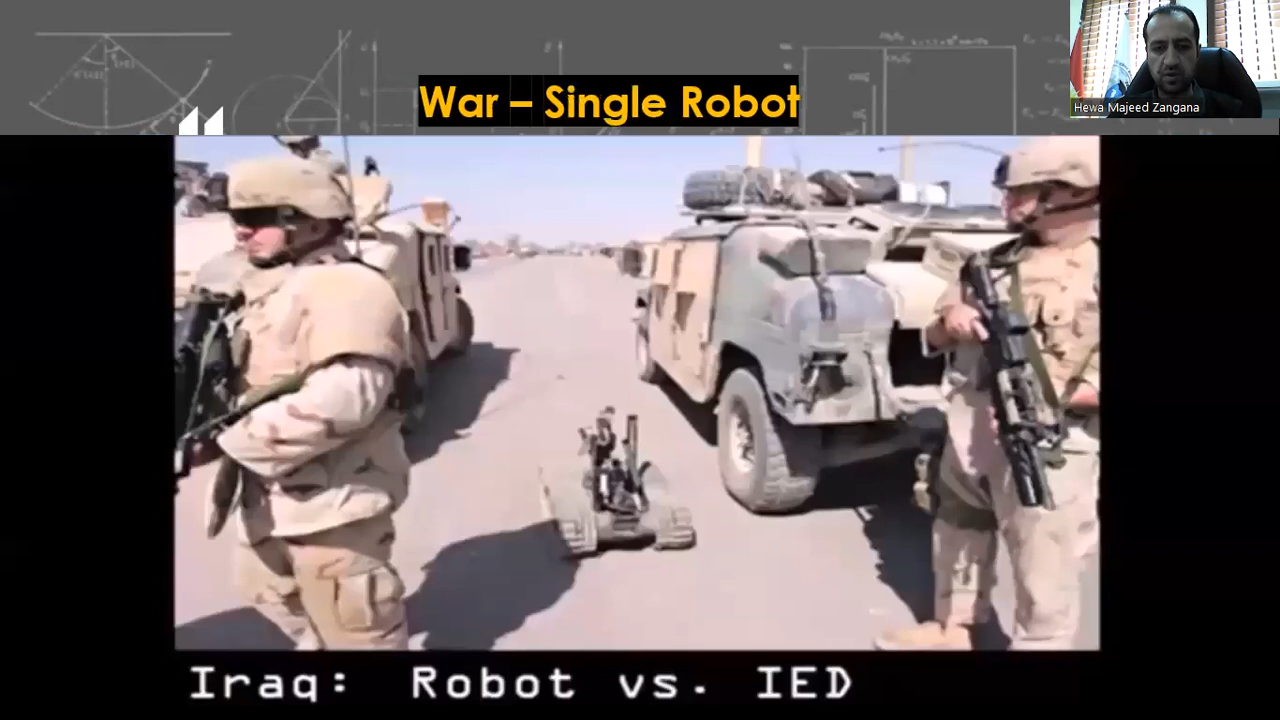 War – Single Robot
Hewa Majeed Zangana
Iraq: Robot vs. IED